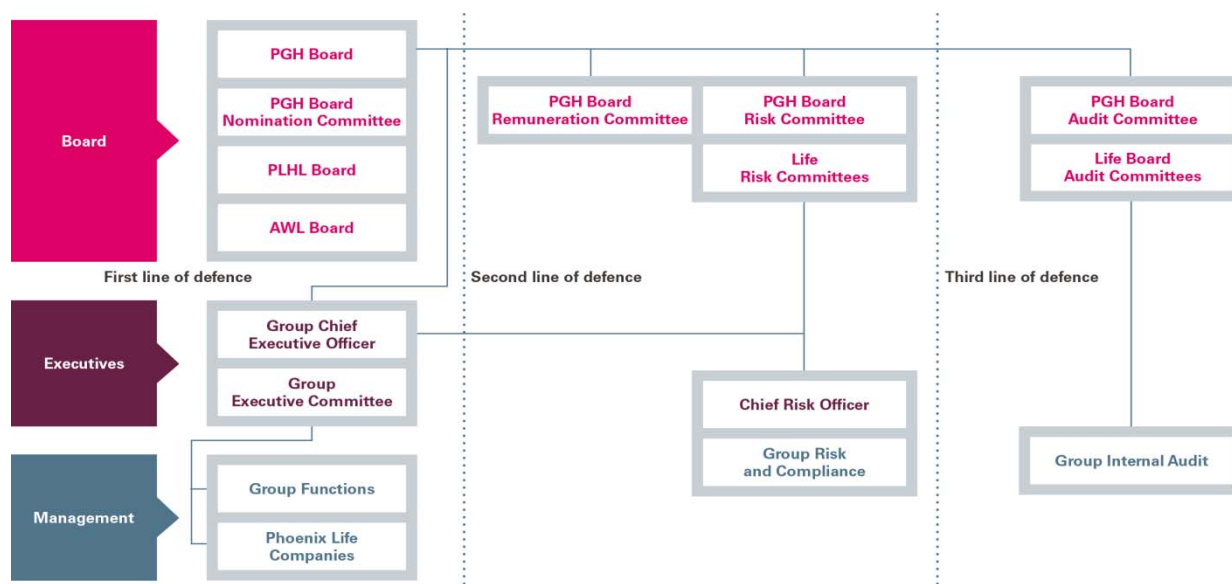 Board
PGH Board
PGH Board
Nomination Committee
PLHL Board
AWL Board
PGH Board
Remuneration Committee
PGH Board
Risk Committee
Life
Risk Committees
PGH Board
Audit Committee
Life Board
Audit Committees
First line of defence
Second line of defence
Third line of defence
Executives
Group Chief
Executive Officer
Group
Executive Committee
Chief Risk Officer
Group Risk
and Compliance
Group Internal Audit
Management
Group Functions
Phoenix Life
Companies